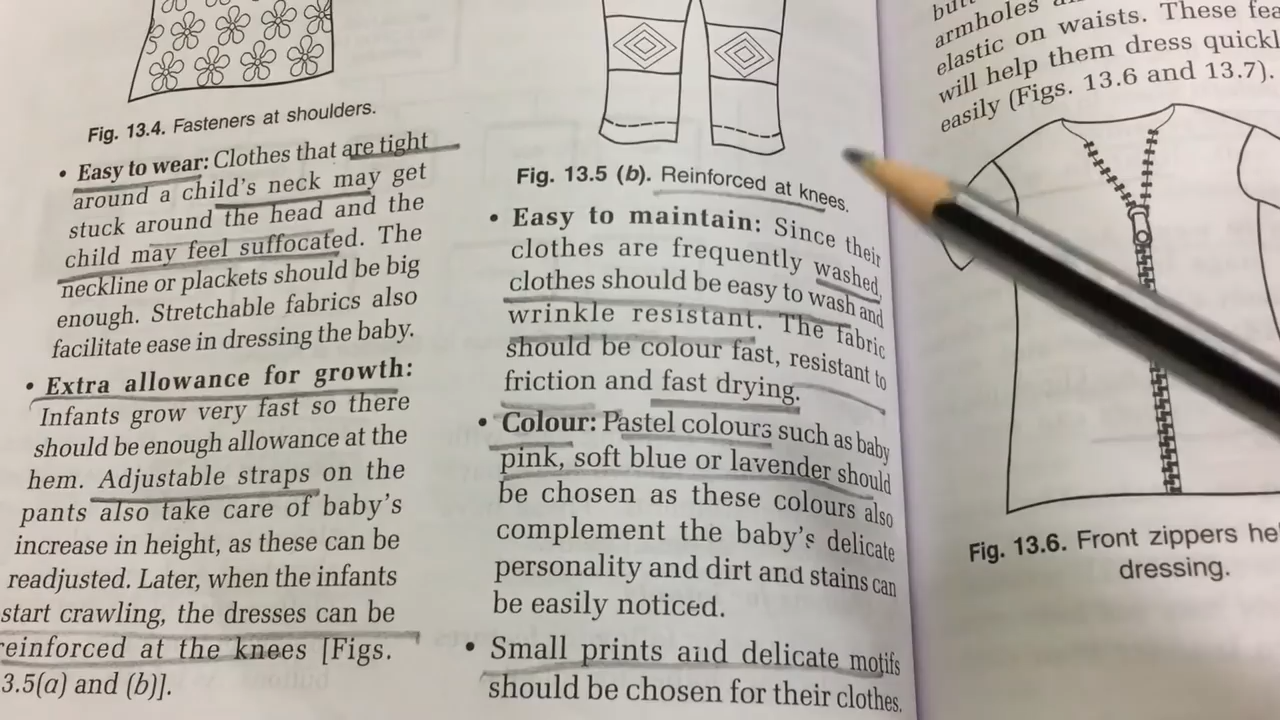 Fig. 13.4. Fasteners at shoulders.
• Easy to wear: Clothes that are tight
around a child's neck may get
stuck around the head and the
child may feel suffocated. The
neckline or plackets should be big
enough. Stretchable fabrics also
facilitate ease in dressing the baby.
• Extra allowance for growth:
Infants grow very fast so there
should be enough allowance at the
hem. Adjustable straps on the
pants also take care of baby's
increase in height, as these can be
readjusted. Later, when the infants
start crawling, the dresses can be
reinforced at the knees [Figs.
3.5(a) and (b)].
Fig. 13.5 (b). Reinforced at knees.
• Easy to maintain: Since their
clothes are frequently washed,
clothes should be easy to wash and
wrinkle resistant. The fabric
should be colour fast, resistant to
friction and fast drying.
• Colour: Pastel colours such as baby
pink, soft blue or lavender should
be chosen as these colours also
complement the baby's delicate
personality and dirt and stains can
be easily noticed.
• Small prints and delicate motifs
should be chosen for their clothes.
armholes
elastic on waists. These
will help them dress
easily (Figs. 13.6 and 13.7).
Fig. 13.6. Front zippers
dressing.